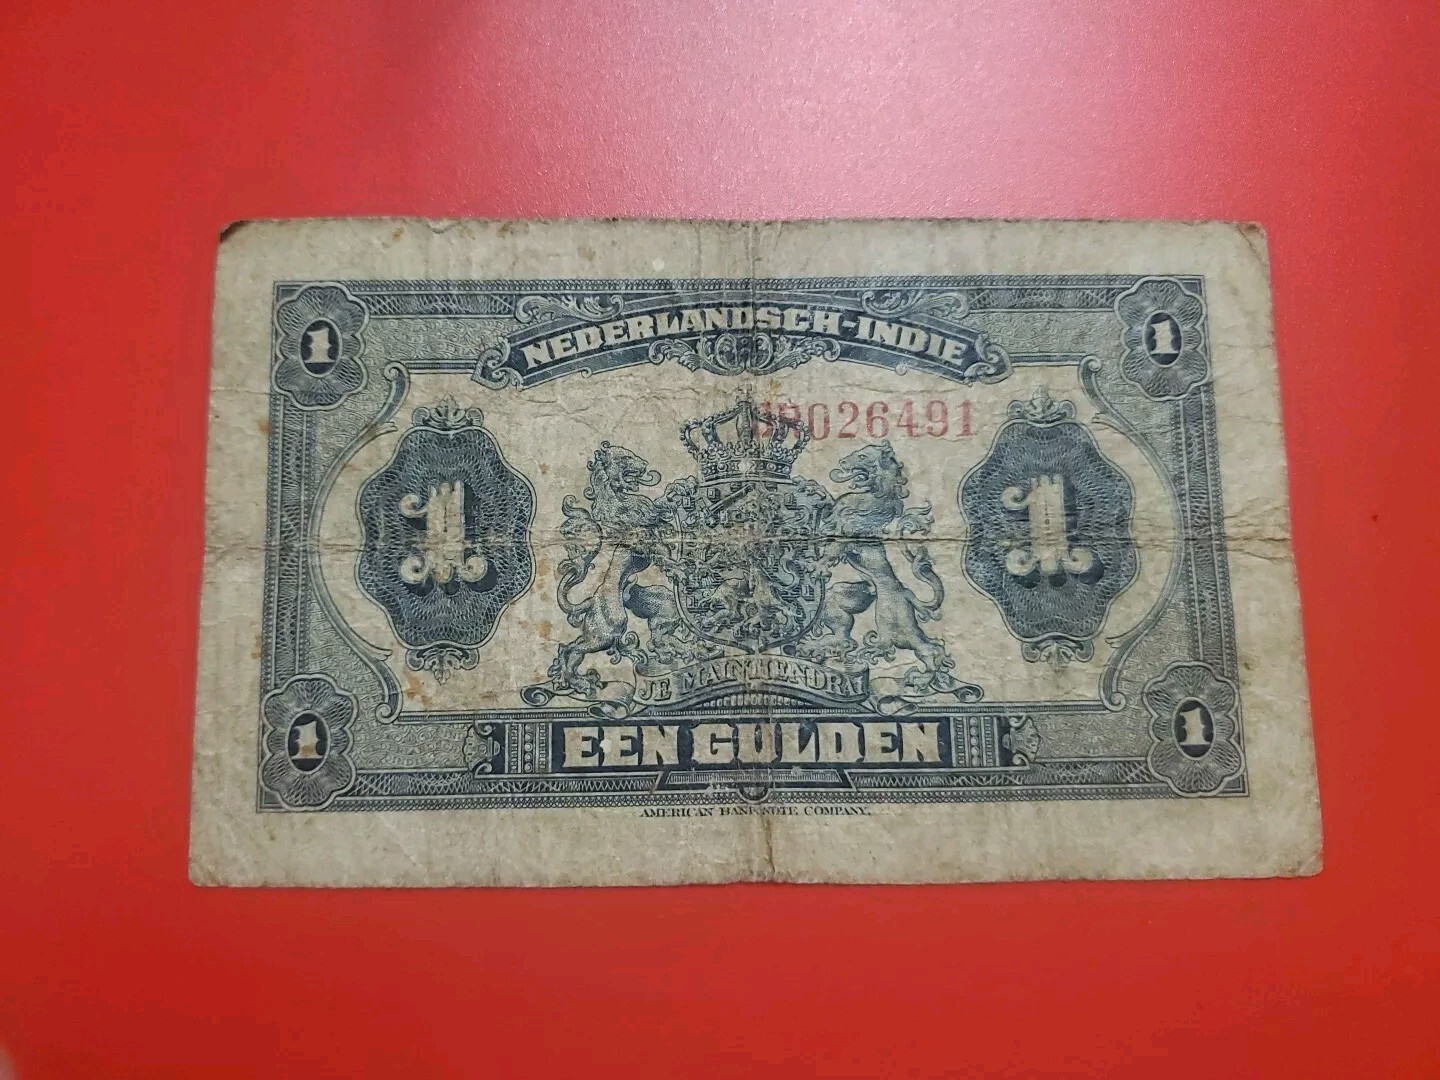 1 1
NEDERLANDSCH-INDIE
026491
1 1
JE MAINTIENDRAI
1 1
EEN GULDEN
AMERICAN BANK NOTE COMPANY.